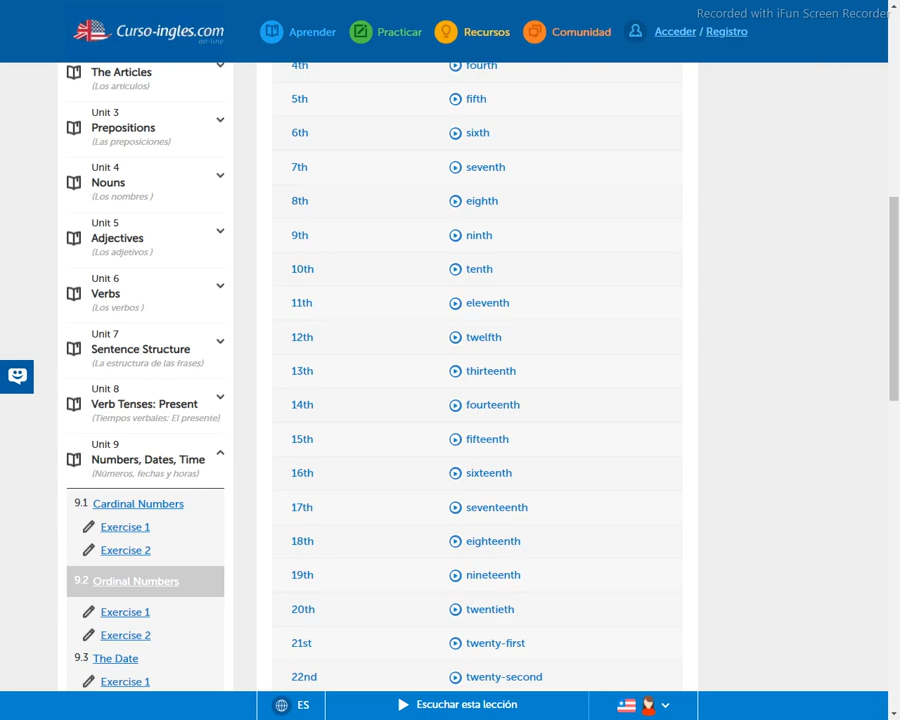 Recorded with iFun Screen Recorder
Curso-ingles.com
on-line
Aprender
Practicar
Recursos
Comunidad
Acceder / Registro
The Articles
(Los artículos)
Unit 3
Prepositions
(Las preposiciones)
Unit 4
Nouns
(Los nombres )
Unit 5
Adjectives
(Los adjetivos )
Unit 6
Verbs
(Los verbos )
Unit 7
Sentence Structure
(La estructura de las frases)
Unit 8
Verb Tenses: Present
(Tiempos verbales: El presente)
Unit 9
Numbers, Dates, Time
(Números, fechas y horas)
9.1 Cardinal Numbers
Exercise 1
Exercise 2
9.2 Ordinal Numbers
Exercise 1
Exercise 2
9.3 The Date
Exercise 1
4th fourth
5th fifth
6th sixth
7th seventh
8th eighth
9th ninth
10th tenth
11th eleventh
12th twelfth
13th thirteenth
14th fourteenth
15th fifteenth
16th sixteenth
17th seventeenth
18th eighteenth
19th nineteenth
20th twentieth
21st twenty-first
22nd twenty-second
ES
Escuchar esta lección